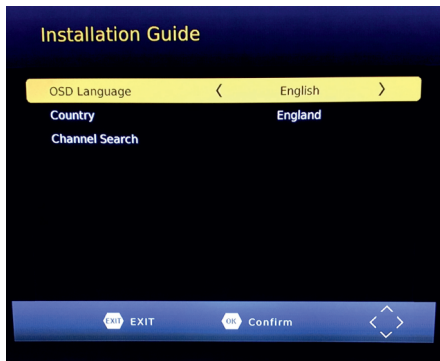 Installation Guide
OSD Language < English >
Country England
Channel Search
EXIT EXIT OK Confirm